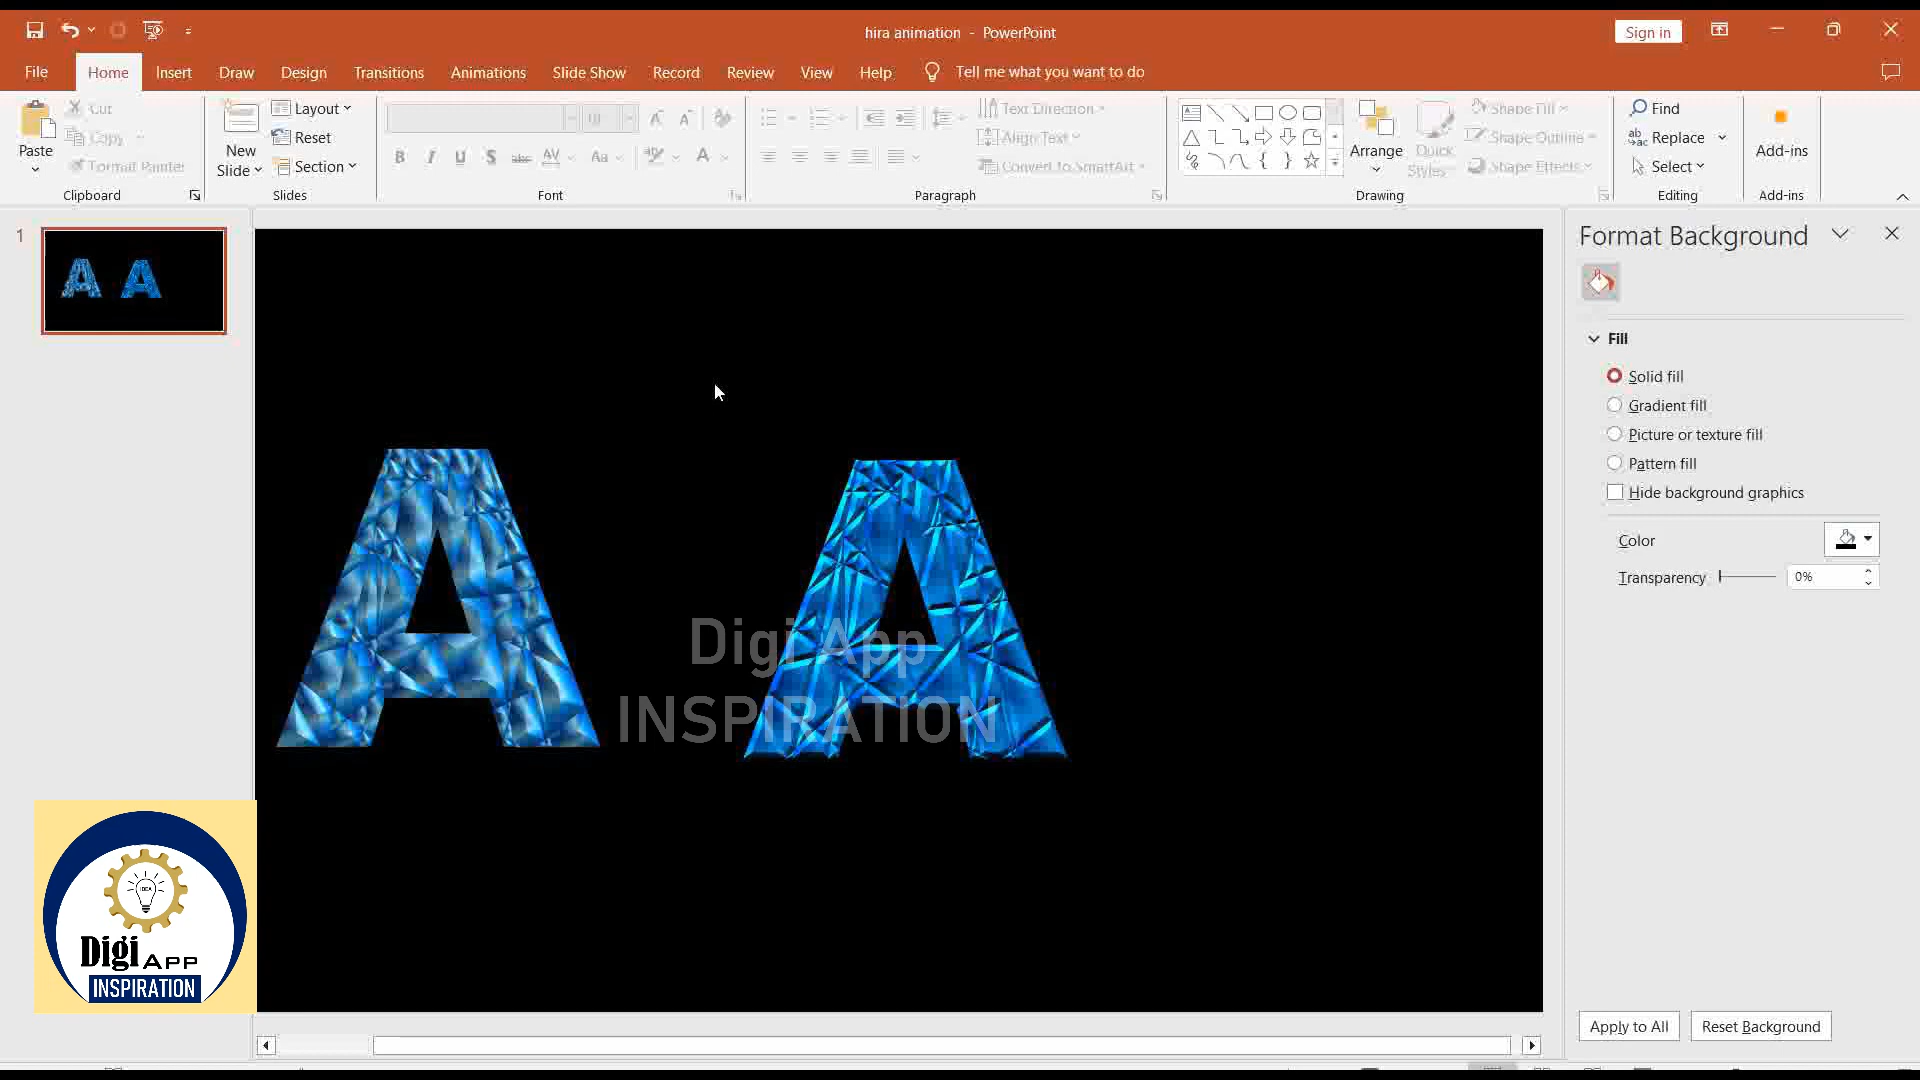 hira animation - PowerPoint
Sign in
File Home Insert Draw Design Transitions Animations Slide Show Record Review View Help Tell me what you want to do
Paste
Cut
Copy
Format Painter
Clipboard
New
Slide
Layout
Reset
Section
Slides
B I U S abc AV Aa A
Font
Text Direction
Align Text
Convert to SmartArt
Paragraph
Arrange
Quick
Styles
Shape Fill
Shape Outline
Shape Effects
Drawing
Find
Replace
Select
Editing
Add-ins
Add-ins
1
A A
A A
Digi App
INSPIRATION
IDEA
Digi App
INSPIRATION
Format Background
Fill
Solid fill
Gradient fill
Picture or texture fill
Pattern fill
Hide background graphics
Color
Transparency 0%
Apply to All Reset Background